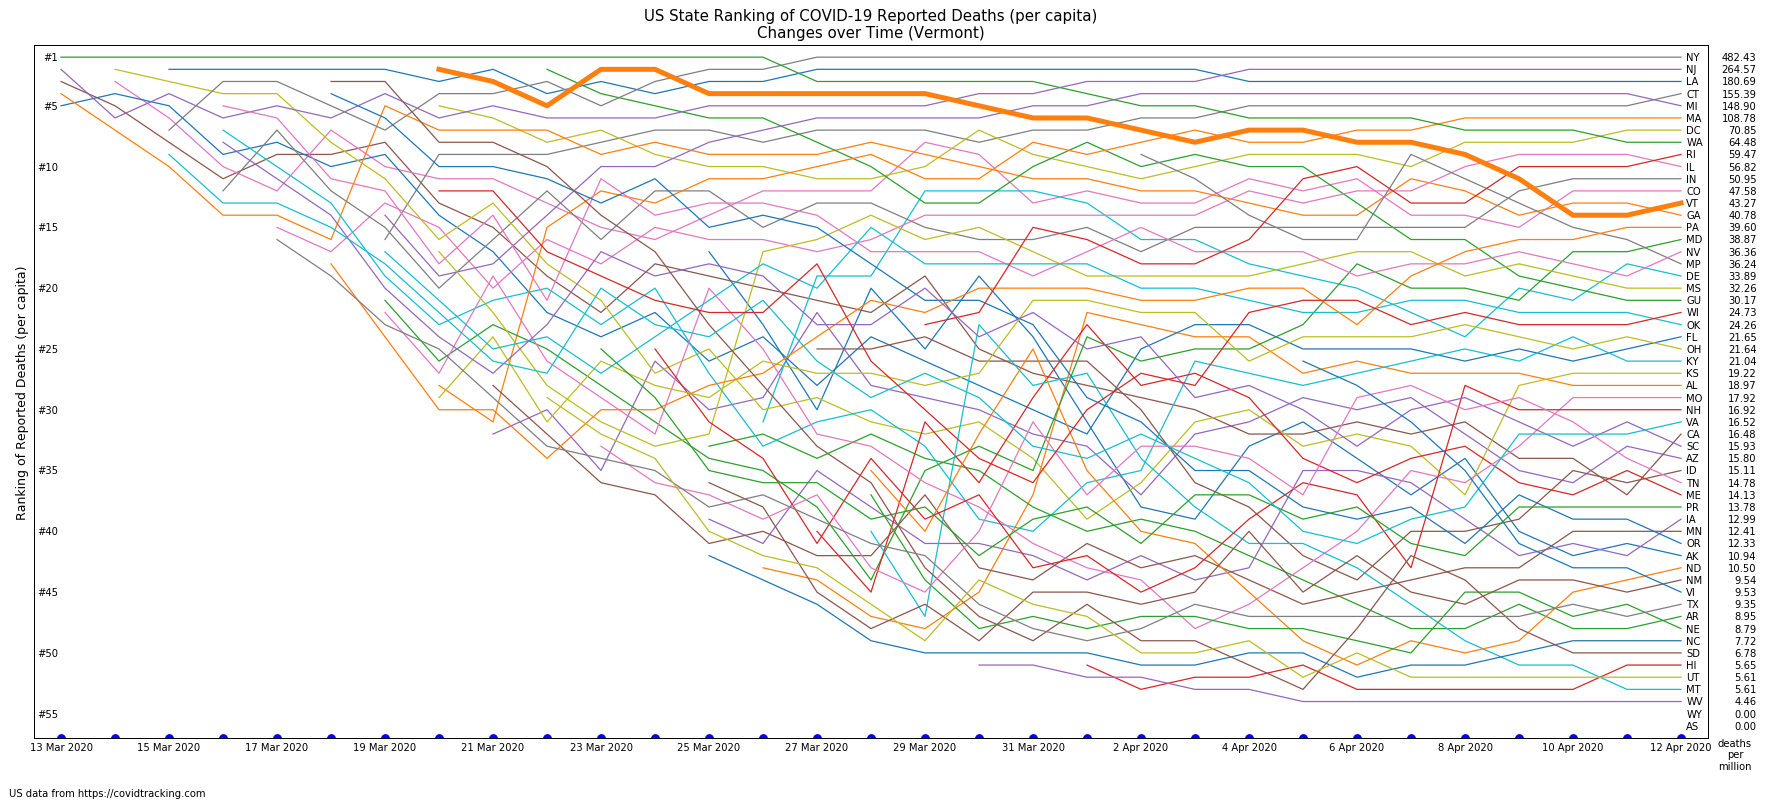 US State Ranking of COVID-19 Reported Deaths (per capita)
Changes over Time (Vermont)
Ranking of Reported Deaths (per capita)
#1
#5
#10
#15
#20
#25
#30
#35
#40
#45
#50
#55
NY 482.43
NJ 264.57
LA 180.69
CT 155.39
MI 148.90
MA 108.78
DC 70.85
WA 64.48
RI 59.47
IL 56.82
IN 50.95
CO 47.58
VT 43.27
GA 40.78
PA 39.60
MD 38.87
NV 36.36
MP 36.24
DE 33.89
MS 32.26
GU 30.17
WI 24.73
OK 24.26
FL 21.65
OH 21.64
KY 21.04
KS 19.22
AL 18.97
MO 17.92
NH 16.92
VA 16.52
CA 16.48
SC 15.93
AZ 15.80
ID 15.11
TN 14.78
ME 14.13
PR 13.78
IA 12.99
MN 12.41
OR 12.33
AK 10.94
ND 10.50
NM 9.54
VI 9.53
TX 9.35
AR 8.95
NE 8.79
NC 7.72
SD 6.78
HI 5.65
UT 5.61
MT 5.61
WV 4.46
WY 0.00
AS 0.00
13 Mar 2020 15 Mar 2020 17 Mar 2020 19 Mar 2020 21 Mar 2020 23 Mar 2020 25 Mar 2020 27 Mar 2020 29 Mar 2020 31 Mar 2020 2 Apr 2020 4 Apr 2020 6 Apr 2020 8 Apr 2020 10 Apr 2020 12 Apr 2020
deaths
per
million
US data from https://covidtracking.com